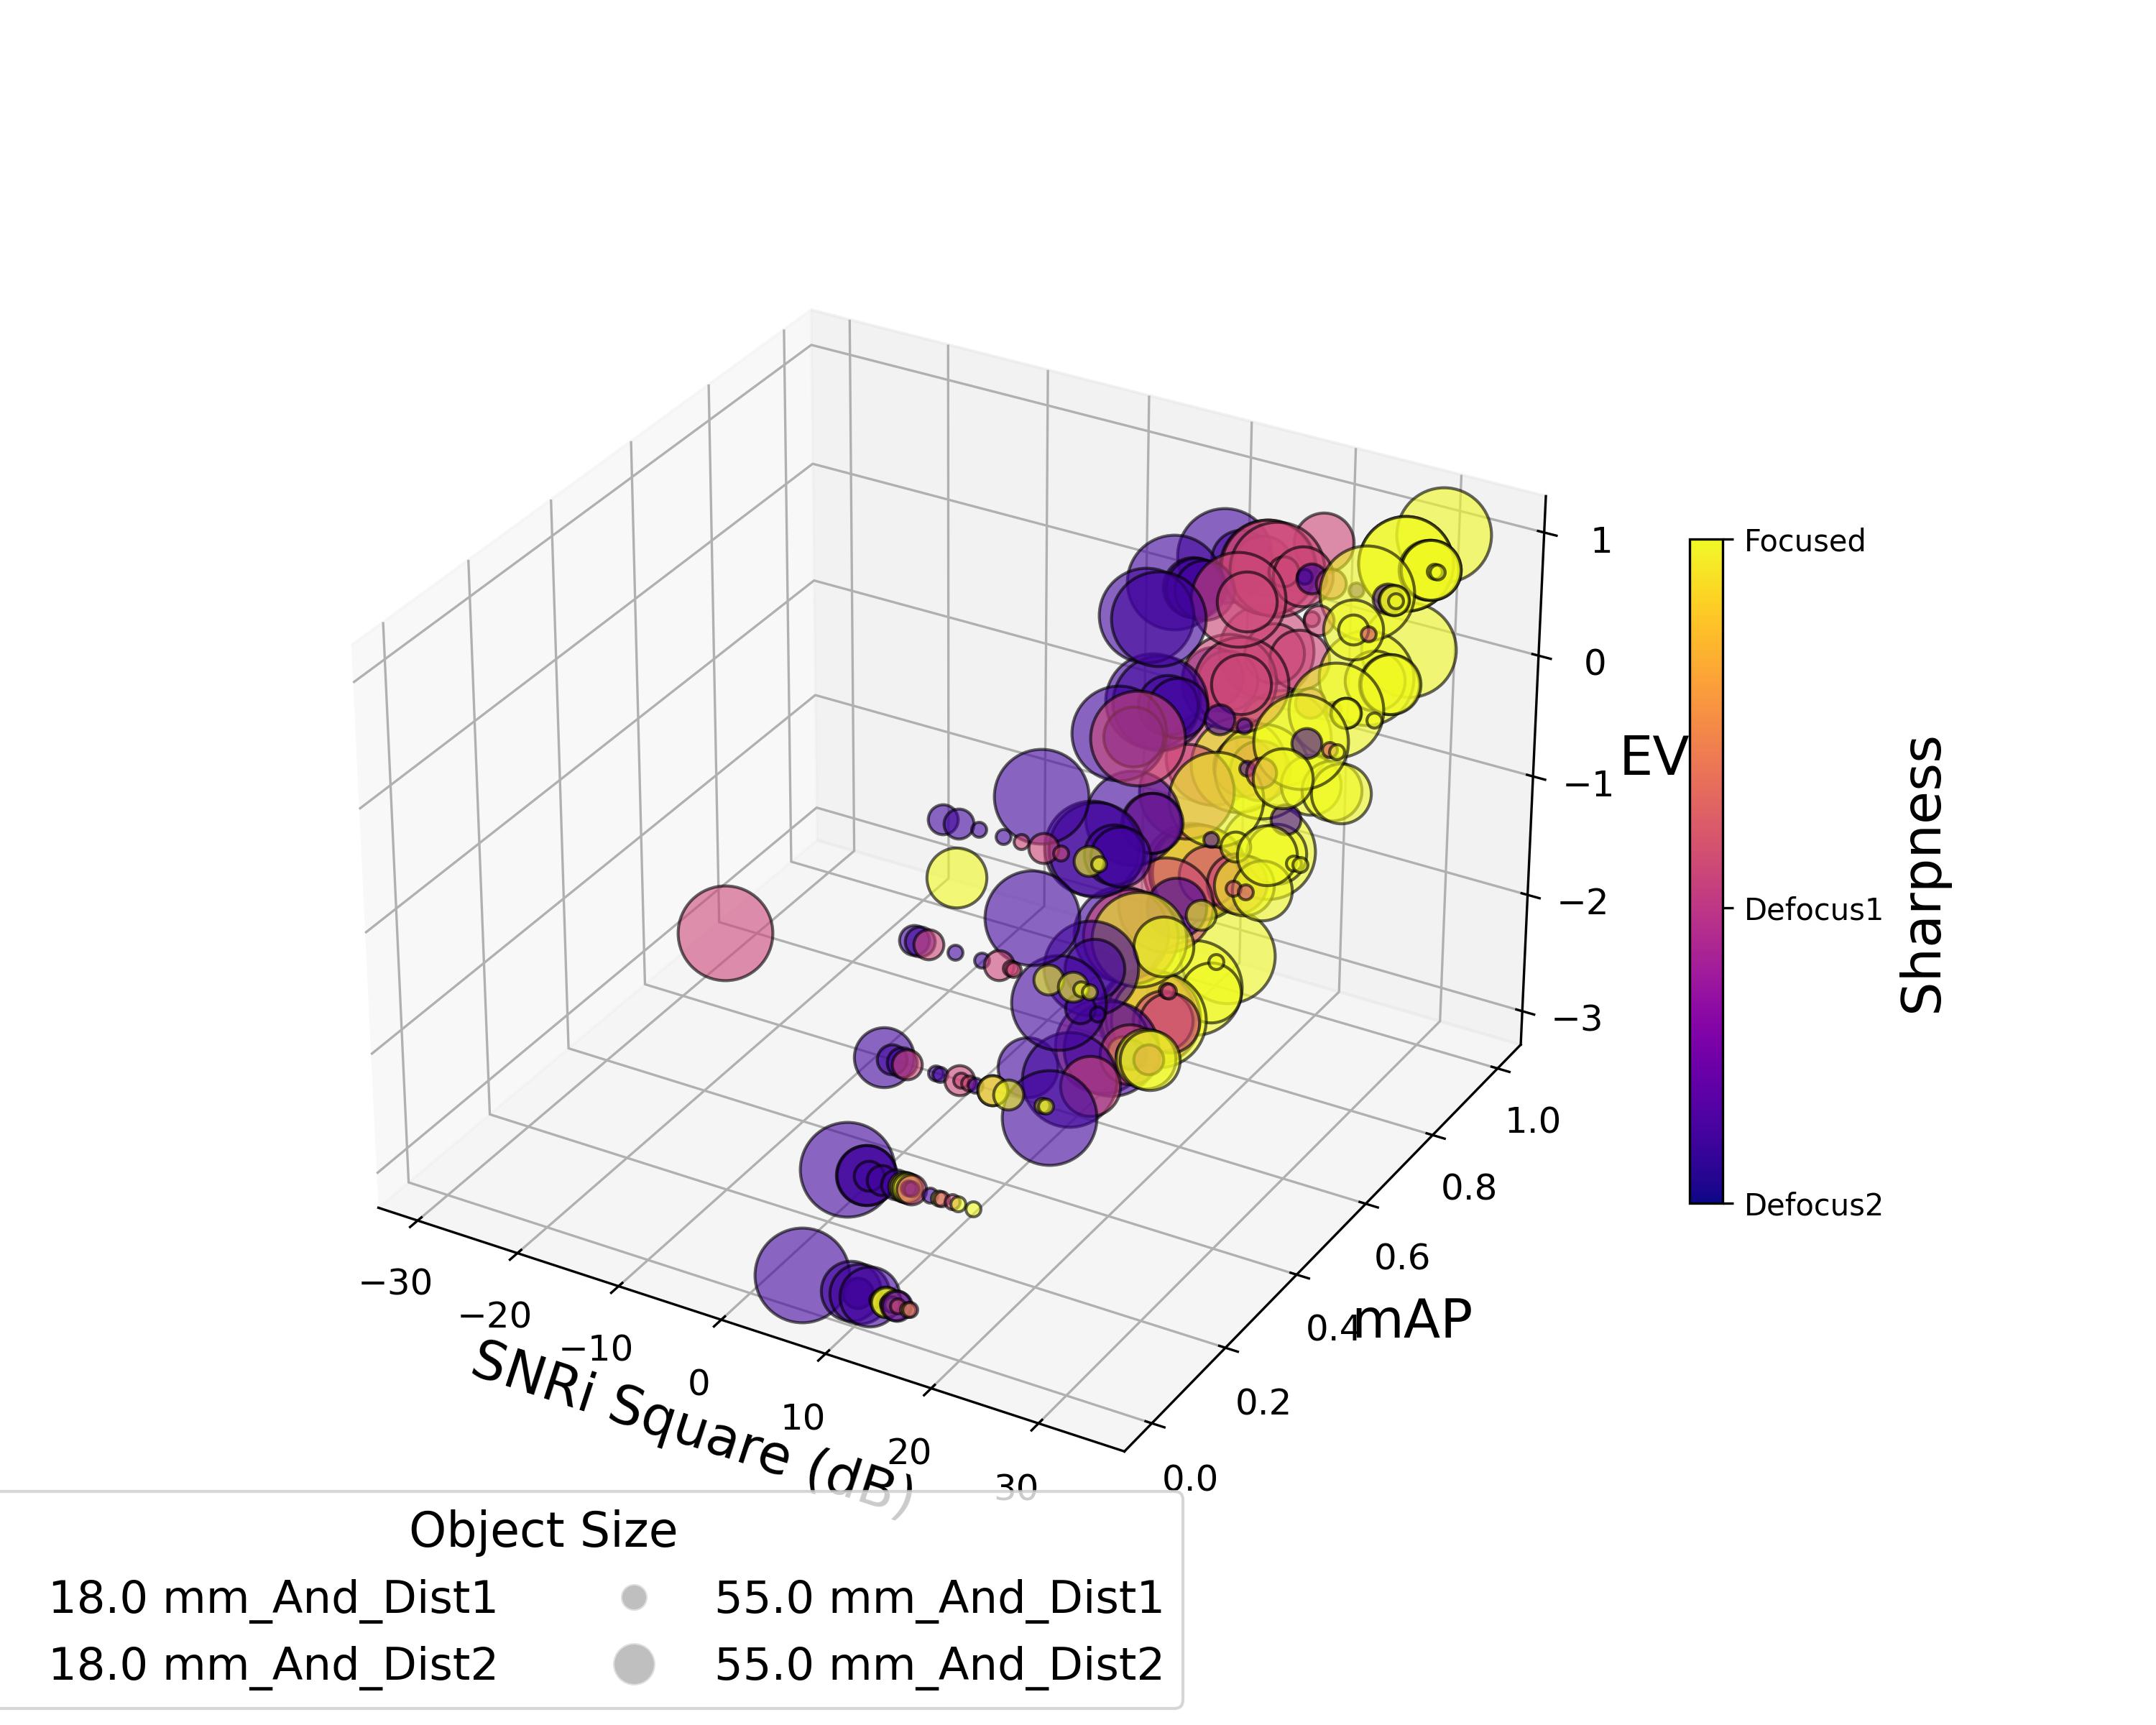 1
0
−1
−2
−3
EV
Focused
Defocus1
Defocus2
Sharpness
1.0
0.8
0.6
0.4
0.2
0.0
mAP
−30
−20
−10
0
10
20
30
SNRi Square (dB)
Object Size
18.0 mm_And_Dist1
55.0 mm_And_Dist1
18.0 mm_And_Dist2
55.0 mm_And_Dist2